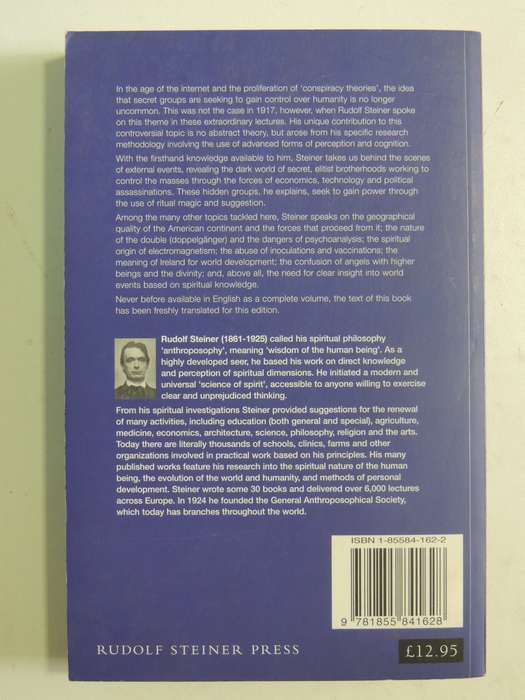 In the age of the internet and the proliferation of 'conspiracy theories', the idea
that secret groups are seeking to gain control over humanity is no longer
uncommon. This was not the case in 1917, however, when Rudolf Steiner spoke
on this theme in these extraordinary lectures. His unique contribution to this
controversial topic is no abstract theory, but arose from his specific research
methodology involving the use of advanced forms of perception and cognition.
With the firsthand knowledge available to him, Steiner takes us behind the scenes
of external events, revealing the dark world of secret, elitist brotherhoods working to
control the masses through the forces of economics, technology and political
assassinations. These hidden groups, he explains, seek to gain power through
the use of ritual magic and suggestion.
Among the many other topics tackled here, Steiner speaks on the geographical
quality of the American continent and the forces that proceed from it; the nature
of the double (doppelgänger) and the dangers of psychoanalysis; the spiritual
origin of electromagnetism; the abuse of inoculations and vaccinations; the
meaning of Ireland for world development; the confusion of angels with higher
beings and the divinity; and, above all, the need for clear insight into world
events based on spiritual knowledge.
Never before available in English as a complete volume, the text of this book
has been freshly translated for this edition.
Rudolf Steiner (1861-1925) called his spiritual philosophy
'anthroposophy', meaning 'wisdom of the human being'. As a
highly developed seer, he based his work on direct knowledge
and perception of spiritual dimensions. He initiated a modern and
universal 'science of spirit', accessible to anyone willing to exercise
clear and unprejudiced thinking.
From his spiritual investigations Steiner provided suggestions for the renewal
of many activities, including education (both general and special), agriculture,
medicine, economics, architecture, science, philosophy, religion and the arts.
Today there are literally thousands of schools, clinics, farms and other
organizations involved in practical work based on his principles. His many
published works feature his research into the spiritual nature of the human
being, the evolution of the world and humanity, and methods of personal
development. Steiner wrote some 30 books and delivered over 6,000 lectures
across Europe. In 1924 he founded the General Anthroposophical Society,
which today has branches throughout the world.
ISBN 1-85584-162-2
9 781855 841628
RUDOLF STEINER PRESS
£12.95